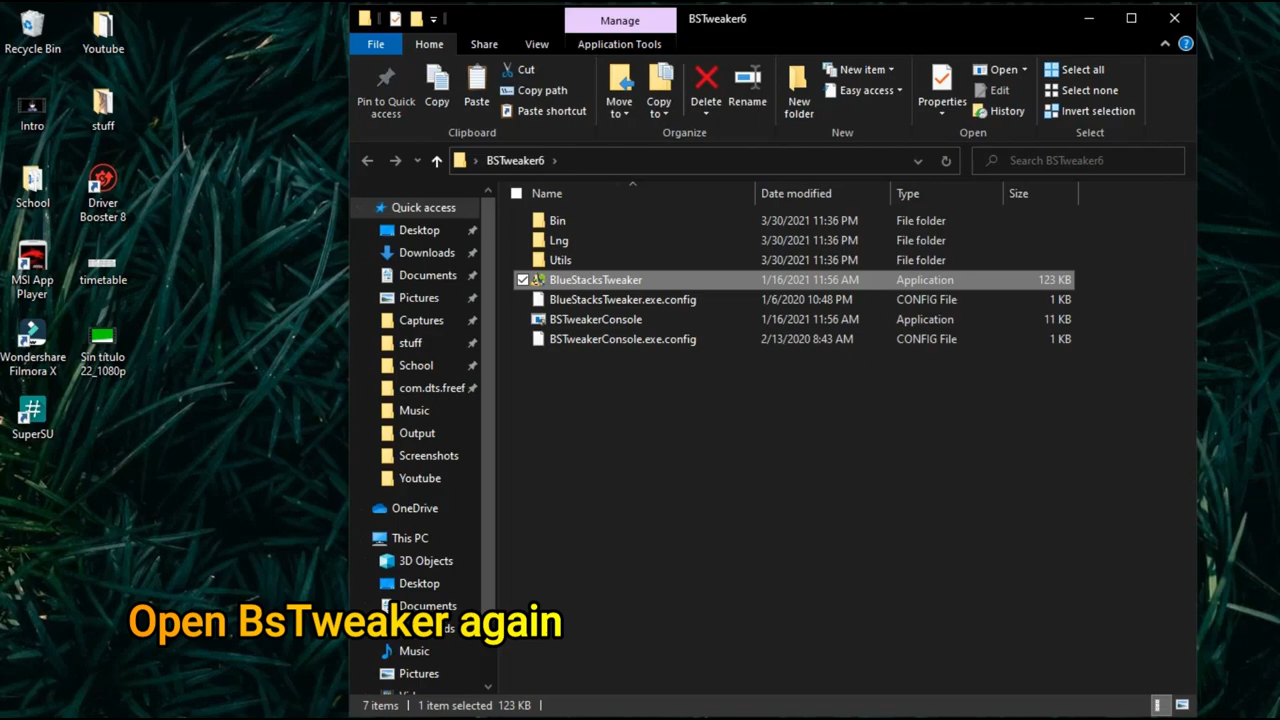 Recycle Bin
Youtube
Intro
stuff
School
Driver
Booster 8
MSI App
Player
timetable
Wondershare
Filmora X
Sin título
22_1080p
SuperSU
Manage
BSTweaker6
File
Home
Share
View
Application Tools
Pin to Quick
access
Copy
Paste
Cut
Copy path
Paste shortcut
Clipboard
Move
to
Copy
to
Delete
Rename
Organize
New
folder
New item
Easy access
New
Properties
Open
Edit
History
Open
Select all
Select none
Invert selection
Select
BSTweaker6
Search BSTweaker6
Name
Date modified
Type
Size
Bin 3/30/2021 11:36 PM File folder
Lng 3/30/2021 11:36 PM File folder
Utils 3/30/2021 11:36 PM File folder
BlueStacksTweaker 1/16/2021 11:56 AM Application 123 KB
BlueStacksTweaker.exe.config 1/6/2020 10:48 PM CONFIG File 1 KB
BSTweakerConsole 1/16/2021 11:56 AM Application 11 KB
BSTweakerConsole.exe.config 2/13/2020 8:43 AM CONFIG File 1 KB
Quick access
Desktop
Downloads
Documents
Pictures
Captures
stuff
School
com.dts.freef
Music
Output
Screenshots
Youtube
OneDrive
This PC
3D Objects
Desktop
Documents
Music
Pictures
Open BsTweaker again
7 items
1 item selected 123 KB